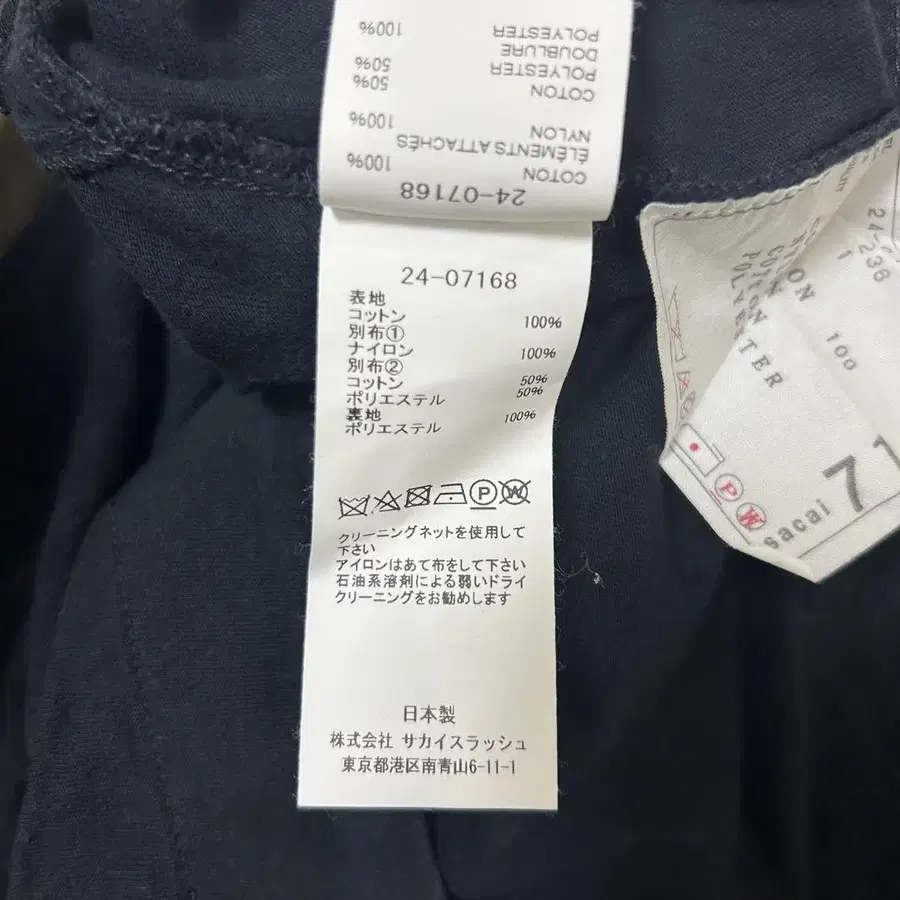 24-07168
COTON 100%
ÉLÉMENTS ATTACHÉS
NYLON 100%
COTON 50%
POLYESTER 50%
DOUBLURE
POLYESTER 100%
24-07168
表地
コットン 100%
別布①
ナイロン 100%
別布②
コットン 50%
ポリエステル 50%
裏地
ポリエステル 100%
P W
クリーニングネットを使用して
下さい
アイロンはあて布をして下さい
石油系溶剤による弱いドライ
クリーニングをお勧めします
日本製
株式会社 サカイスラッシュ
東京都港区南青山6-11-1
236
1
100
POLYESTER
P W
sacai
71